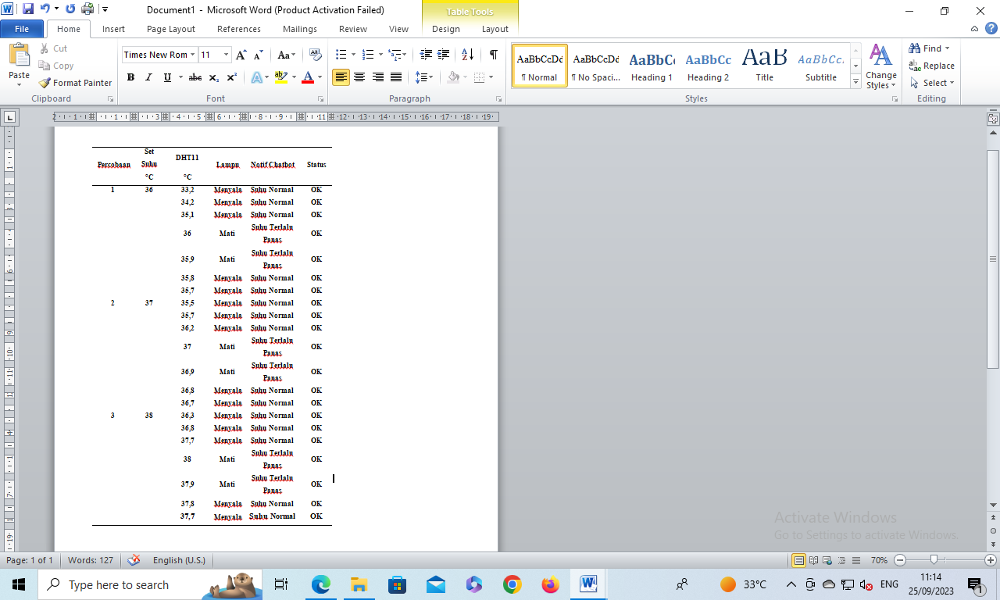 Document1 - Microsoft Word (Product Activation Failed)
Table Tools
File Home Insert Page Layout References Mailings Review View Design Layout
Paste
Cut
Copy
Format Painter
Clipboard
Times New Rom 11
Font
Paragraph
AaBbCcDd AaBbCcDd AaBbCc AaBbCc AaB AaBbCc.
¶ Normal ¶ No Spaci... Heading 1 Heading 2 Title Subtitle
Styles
Change Styles
Find
Replace
Select
Editing
Percobaan Set Suhu °C DHT11 °C Lampu Notif Chatbot Status
1 36 33,2 Menyala Suhu Normal OK
34,2 Menyala Suhu Normal OK
35,1 Menyala Suhu Normal OK
36 Mati Suhu Terlalu Panas OK
35,9 Mati Suhu Terlalu Panas OK
35,8 Menyala Suhu Normal OK
35,7 Menyala Suhu Normal OK
2 37 35,5 Menyala Suhu Normal OK
35,7 Menyala Suhu Normal OK
36,2 Menyala Suhu Normal OK
37 Mati Suhu Terlalu Panas OK
36,9 Mati Suhu Terlalu Panas OK
36,8 Menyala Suhu Normal OK
36,7 Menyala Suhu Normal OK
3 38 36,3 Menyala Suhu Normal OK
36,8 Menyala Suhu Normal OK
37,7 Menyala Suhu Normal OK
38 Mati Suhu Terlalu Panas OK
37,9 Mati Suhu Terlalu Panas OK
37,8 Menyala Suhu Normal OK
37,7 Menyala Suhu Normal OK
Activate Windows
Go to Settings to activate Windows.
Page: 1 of 1 Words: 127 English (U.S.) 70%
Type here to search 33°C ENG 11:14
25/09/2023